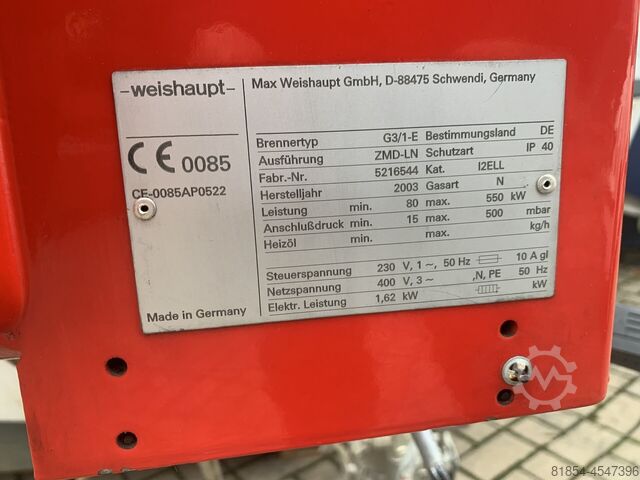 -weishaupt-
Max Weishaupt GmbH, D-88475 Schwendi, Germany
CE 0085
CE-0085AP0522
Brennertyp G3/1-E Bestimmungsland DE
Ausführung ZMD-LN Schutzart IP 40
Fabr.-Nr. 5216544 Kat. I2ELL
Herstelljahr 2003 Gasart N
Leistung min. 80 max. 550 kW
Anschlußdruck min. 15 max. 500 mbar
Heizöl min. max. kg/h
Steuerspannung 230 V, 1 ~, 50 Hz 10 A gl
Netzspannung 400 V, 3 ~ ,N, PE 50 Hz
Elektr. Leistung 1,62 kW kW
Made in Germany
81854-4547396